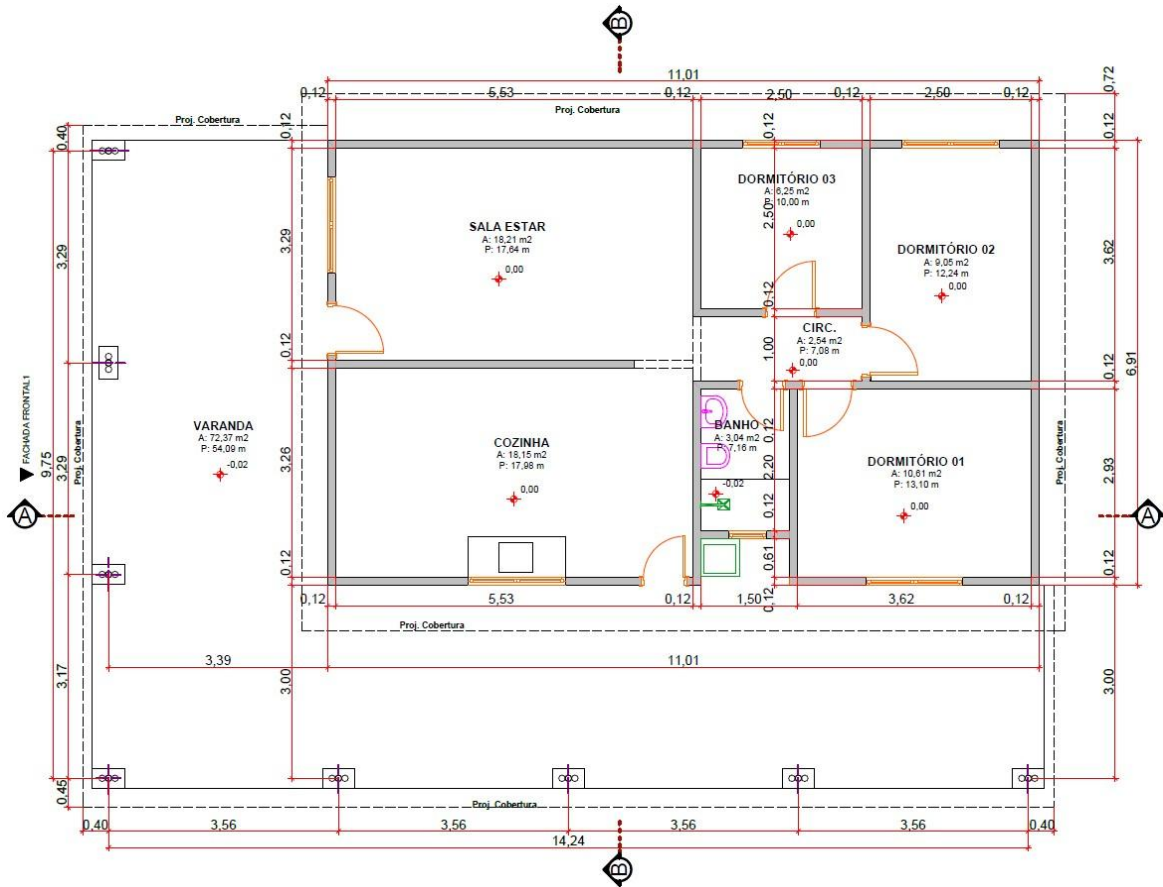 B
11,01
0,12
5,53
0,12
2,50
0,12
2,50
0,12
0,72
Proj. Cobertura
Proj. Cobertura
0,40
0,12
0,12
0,12
DORMITÓRIO 03
A: 6,25 m2
P: 10,00 m
0,00
2,50
SALA ESTAR
A: 18,21 m2
P: 17,64 m
0,00
DORMITÓRIO 02
A: 9,05 m2
P: 12,24 m
0,00
3,29
3,29
3,62
0,12
CIRC.
A: 2,54 m2
P: 7,08 m
0,00
1,00
0,12
0,12
6,91
FACHADA FRONTAL1
Proj. Cobertura
9,75
3,29
VARANDA
A: 72,37 m2
P: 54,09 m
-0,02
3,26
COZINHA
A: 18,15 m2
P: 17,98 m
0,00
BANHO
A: 3,04 m2
P: 7,16 m
-0,02
0,12
2,20
0,12
DORMITÓRIO 01
A: 10,61 m2
P: 13,10 m
0,00
Proj. Cobertura
2,93
A
A
0,12
0,61
0,12
0,12
0,12
5,53
0,12
1,50
3,62
0,12
Proj. Cobertura
3,39
11,01
3,17
3,00
3,00
0,45
Proj. Cobertura
0,40
3,56
3,56
3,56
3,56
0,40
14,24
B